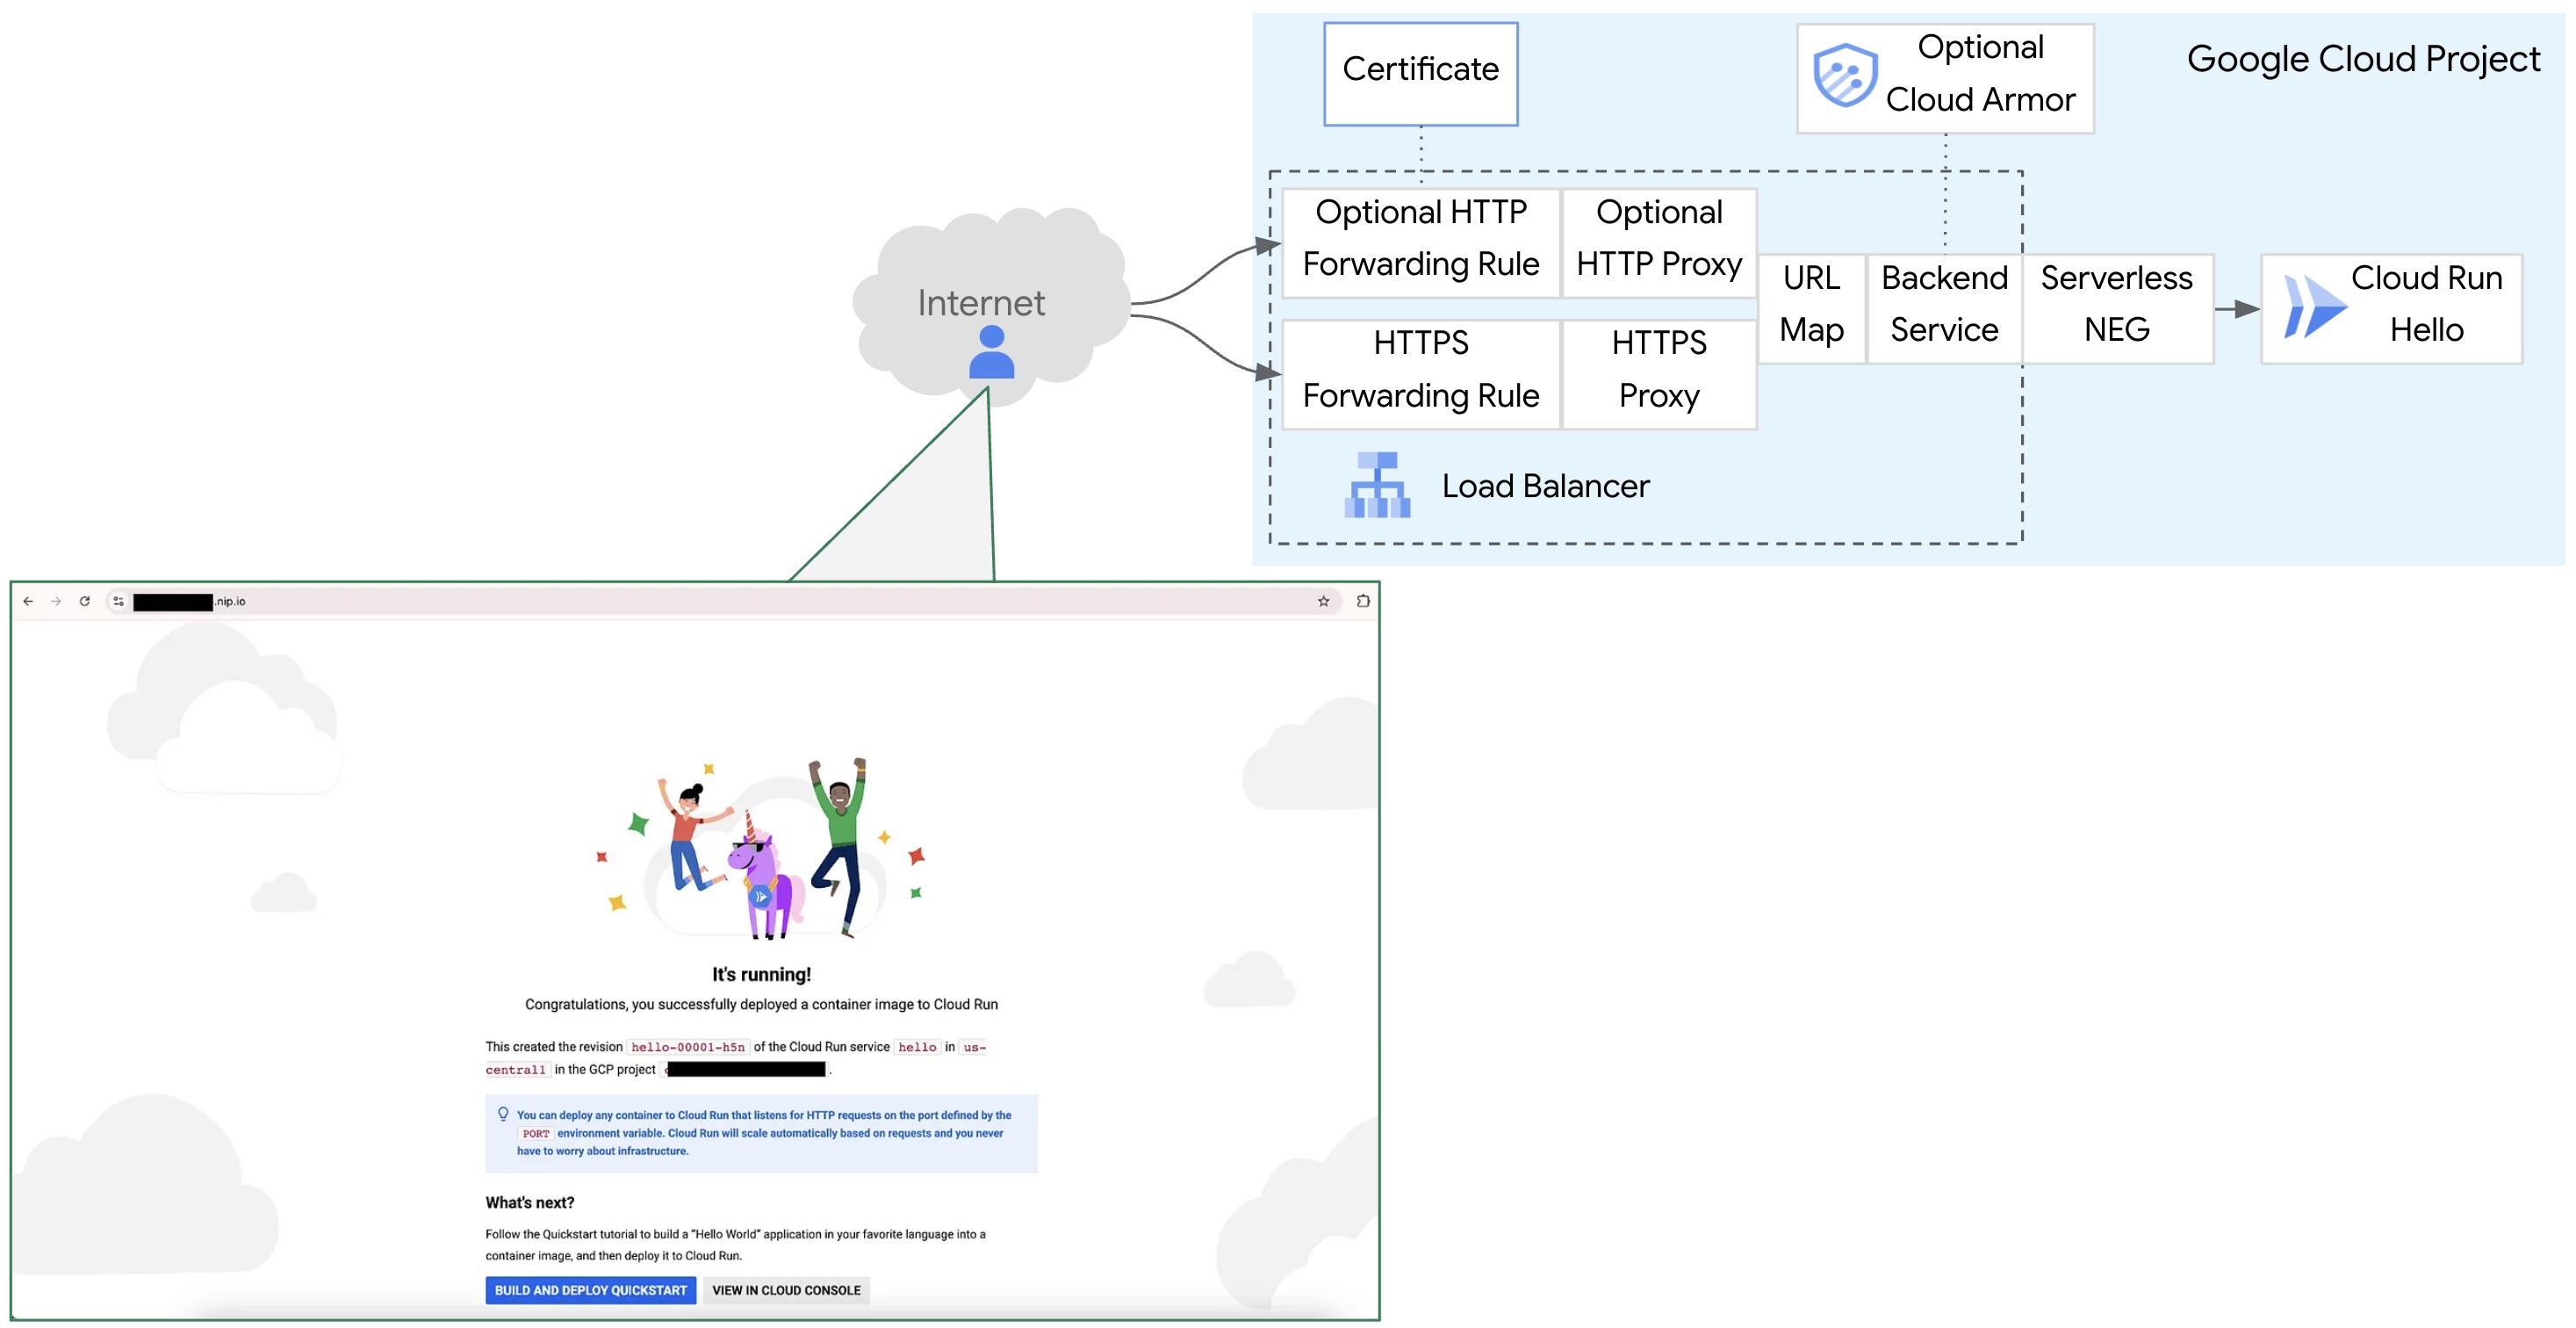 Certificate
Optional
Cloud Armor
Google Cloud Project
Internet
Optional HTTP
Forwarding Rule
Optional
HTTP Proxy
HTTPS
Forwarding Rule
HTTPS
Proxy
URL
Map
Backend
Service
Serverless
NEG
Cloud Run
Hello
Load Balancer
.nip.io
It's running!
Congratulations, you successfully deployed a container image to Cloud Run
This created the revision hello-00001-h5n of the Cloud Run service hello in us-
central1 in the GCP project .
You can deploy any container to Cloud Run that listens for HTTP requests on the port defined by the
PORT environment variable. Cloud Run will scale automatically based on requests and you never
have to worry about infrastructure.
What's next?
Follow the Quickstart tutorial to build a "Hello World" application in your favorite language into a
container image, and then deploy it to Cloud Run.
BUILD AND DEPLOY QUICKSTART
VIEW IN CLOUD CONSOLE